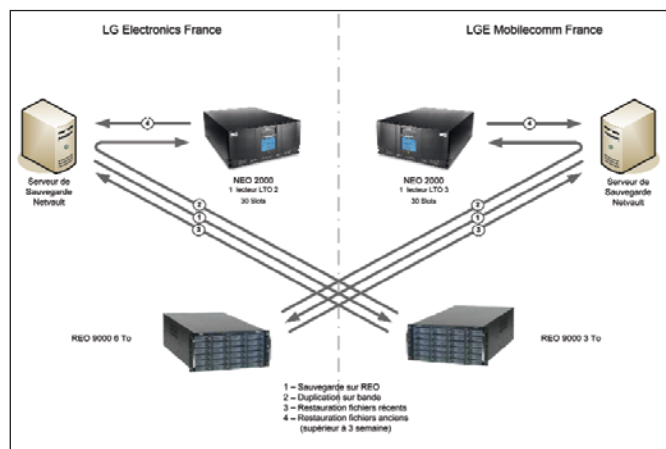 LG Electronics France
LGE Mobilecomm France
4
4
Serveur de
Sauvegarde
Netvault
NEO 2000
1 lecteur LTO 2
30 Slots
NEO 2000
1 lecteur LTO 3
30 Slots
Serveur de
Sauvegarde
Netvault
2
1
3
2
1
3
REO 9000 6 To
REO 9000 3 To
1 – Sauvegarde sur REO
2 – Duplication sur bande
3 – Restauration fichiers récents
4 – Restauration fichiers anciens
(supérieur à 3 semaine)